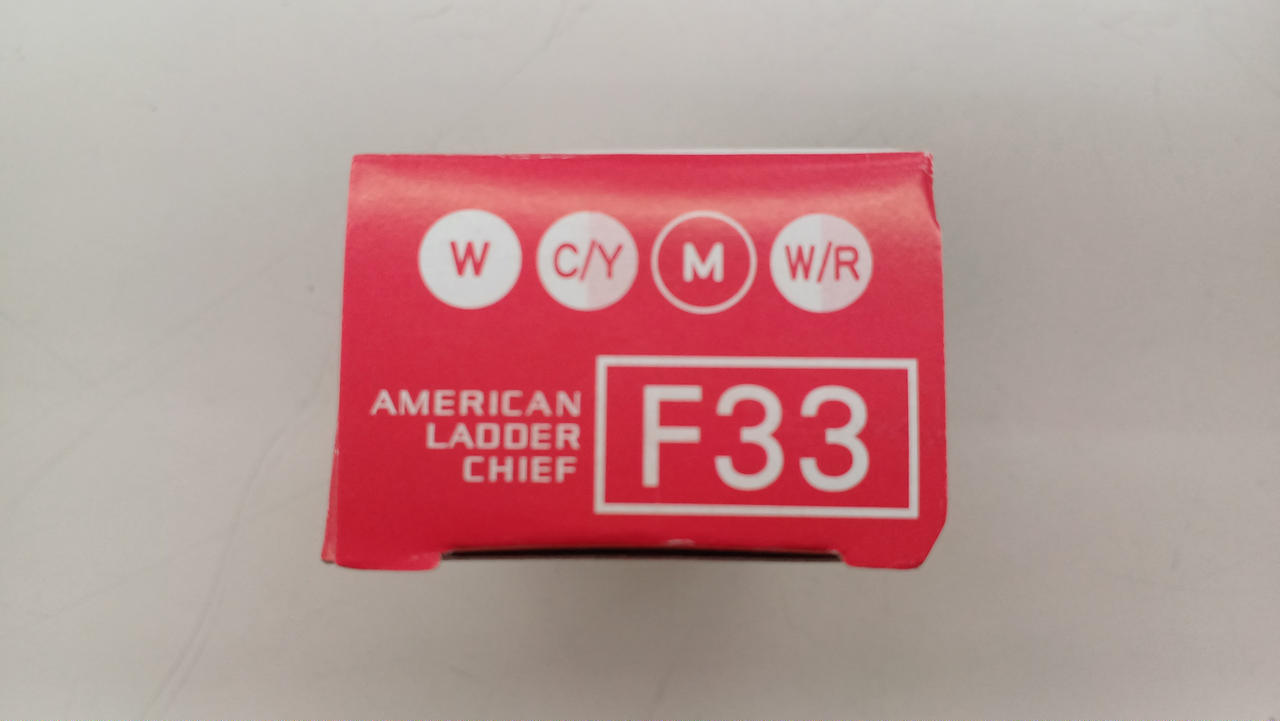 W C/Y M W/R
AMERICAN
LADDER
CHIEF
F33